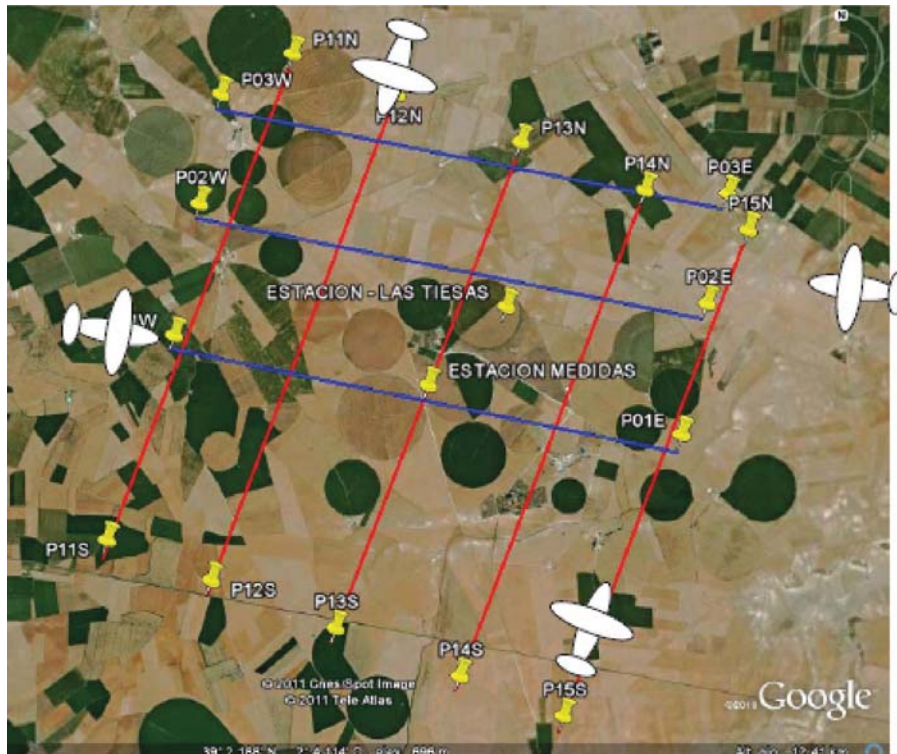 N
P11N
P03W
P12N
P13N
P14N
P03E
P02W
P15N
P02E
ESTACION - LAS TIESAS
ESTACION MEDIDAS
P01E
P11S
P12S
P13S
P14S
P15S
© 2011 Cnes/Spot Image
© 2011 Tele Atlas
Google